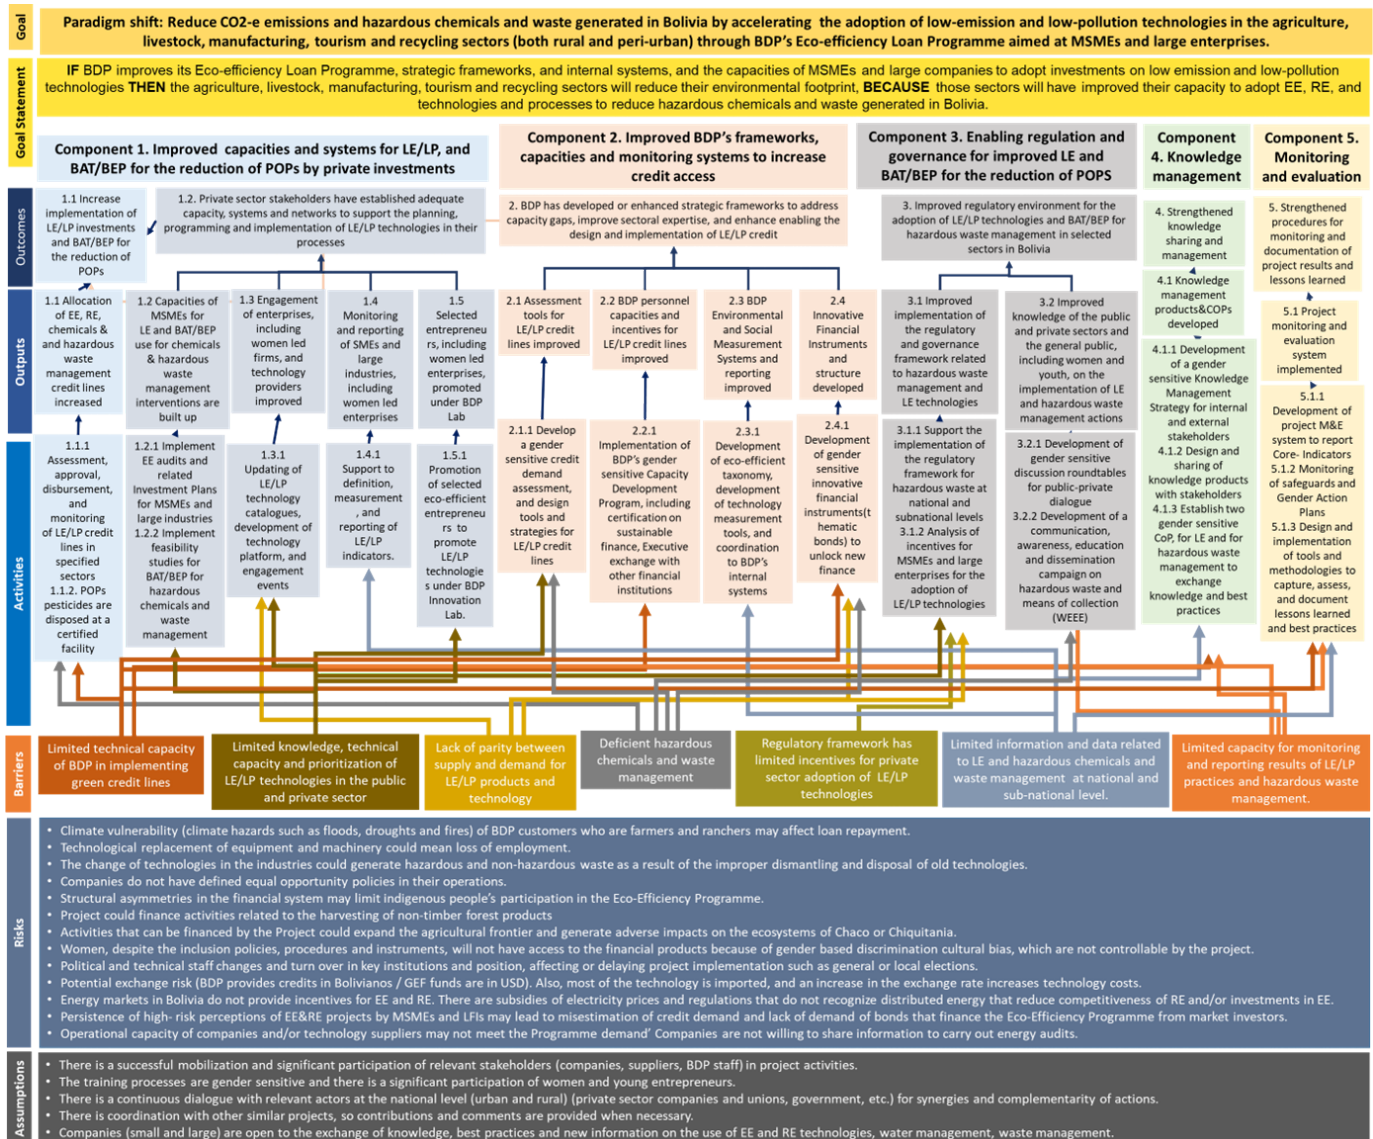 Goal
Paradigm shift: Reduce CO2-e emissions and hazardous chemicals and waste generated in Bolivia by accelerating the adoption of low-emission and low-pollution technologies in the agriculture,
livestock, manufacturing, tourism and recycling sectors (both rural and peri-urban) through BDP's Eco-efficiency Loan Programme aimed at MSMEs and large enterprises.
Goal Statement
IF BDP improves its Eco-efficiency Loan Programme, strategic frameworks, and internal systems, and the capacities of MSMEs and large companies to adopt investments on low emission and low-pollution
technologies THEN the agriculture, livestock, manufacturing, tourism and recycling sectors will reduce their environmental footprint, BECAUSE those sectors will have improved their capacity to adopt EE, RE, and
technologies and processes to reduce hazardous chemicals and waste generated in Bolivia.
Component 1. Improved capacities and systems for LE/LP, and
BAT/BEP for the reduction of POPs by private investments
Component 2. Improved BDP's frameworks,
capacities and monitoring systems to increase
credit access
Component 3. Enabling regulation and
governance for improved LE and
BAT/BEP for the reduction of POPS
Component
4. Knowledge
management
Component 5.
Monitoring
and evaluation
Outcomes
1.1 Increase
implementation of
LE/LP investments
and BAT/BEP for
the reduction of
POPs
1.2. Private sector stakeholders have established adequate
capacity, systems and networks to support the planning,
programming and implementation of LE/LP technologies in their
processes
2. BDP has developed or enhanced strategic frameworks to address
capacity gaps, improve sectoral expertise, and enhance enabling the
design and implementation of LE/LP credit
3. Improved regulatory environment for the
adoption of LE/LP technologies and BAT/BEP for
hazardous waste management in selected
sectors in Bolivia
4. Strengthened
knowledge
sharing and
management
5. Strengthened
procedures for
monitoring and
documentation of
project results and
lessons learned
Outputs
1.1 Allocation
of EE, RE,
chemicals &
and hazardous
waste
management
credit lines
increased
1.2 Capacities of
MSMEs for
LE and BAT/BEP
use for chemicals
& hazardous
waste
management
interventions are
built up
1.3 Engagement
of enterprises,
including
women led
firms, and
technology
providers
improved
1.4
Monitoring
and reporting
of SMEs and
large
industries,
including
women led
enterprises
1.5
Selected
entrepreneu
rs, including
women led
enterprises,
promoted
under BDP
Lab
2.1 Assessment
tools for
LE/LP credit
lines improved
2.2 BDP personnel
capacities and
incentives for
LE/LP credit lines
improved
2.3 BDP
Environmental
and Social
Measurement
Systems and
reporting
improved
2.4
Innovative
Financial
Instruments
and
structure
developed
3.1 Improved
implementation of
the regulatory
and governance
framework related
to hazardous waste
management and
LE technologies
3.2 Improved
knowledge of the public
and private sectors and
the general public,
including women and
youth, on the
implementation of LE
and hazardous waste
management actions
4.1 Knowledge
management
products&COPs
developed
5.1 Project
monitoring and
evaluation
system
implemented
Activities
1.1.1
Assessment,
approval,
disbursement,
and
monitoring
of LE/LP credit
lines in
specified
sectors
1.1.2. POPs
pesticides are
disposed at a
certified
facility
1.2.1 Implement
EE audits and
related
Investment Plans
for MSMEs and
large industries
1.2.2 Implement
feasibility
studies for
BAT/BEP for
hazardous
chemicals and
waste
management
1.3.1
Updating of
LE/LP
technology
catalogues,
development of
technology
platform, and
engagement
events
1.4.1
Support to
definition,
measurement
, and
reporting of
LE/LP
indicators.
1.5.1
Promotion
of selected
eco-efficient
entrepreneu
rs to
promote
LE/LP
technologie
s under BDP
Innovation
Lab.
2.1.1 Develop
a gender
sensitive credit
demand
assessment,
and design
tools and
strategies for
LE/LP credit
lines
2.2.1
Implementation of
BDP's gender
sensitive Capacity
Development
Program, including
certification on
sustainable
finance, Executive
exchange with
other financial
institutions
2.3.1
Development
of eco-efficient
taxonomy,
development
of technology
measurement
tools, and
coordination
to BDP's
internal
systems
2.4.1
Development
of gender
sensitive
innovative
financial
instruments(t
hematic
bonds) to
unlock new
finance
3.1.1 Support the
implementation of
the regulatory
framework for
hazardous waste at
national and
subnational levels
3.1.2 Analysis of
incentives for
MSMEs and large
enterprises for the
adoption of
LE/LP technologies
3.2.1 Development of
gender sensitive
discussion roundtables
for public-private
dialogue
3.2.2 Development of a
communication,
awareness, education
and dissemination
campaign on
hazardous waste and
means of collection
(WEEE)
4.1.1 Development
of a gender
sensitive Knowledge
Management
Strategy for internal
and external
stakeholders
4.1.2 Design and
sharing of
knowledge products
with stakeholders
4.1.3 Establish two
gender sensitive
CoP, for LE and for
hazardous waste
management to
exchange
knowledge and best
practices
5.1.1
Development of
project M&E
system to report
Core- Indicators
5.1.2 Monitoring
of safeguards and
Gender Action
Plans
5.1.3 Design and
implementation
of tools and
methodologies to
capture, assess,
and document
lessons learned
and best practices
Barriers
Limited technical capacity
of BDP in implementing
green credit lines
Limited knowledge, technical
capacity and prioritization of
LE/LP technologies in the public
and private sector
Lack of parity between
supply and demand for
LE/LP products and
technology
Deficient hazardous
chemicals and waste
management
Regulatory framework has
limited incentives for private
sector adoption of LE/LP
technologies
Limited information and data related
to LE and hazardous chemicals and
waste management at national and
sub-national level.
Limited capacity for monitoring
and reporting results of LE/LP
practices and hazardous waste
management.
Risks
• Climate vulnerability (climate hazards such as floods, droughts and fires) of BDP customers who are farmers and ranchers may affect loan repayment.
• Technological replacement of equipment and machinery could mean loss of employment.
• The change of technologies in the industries could generate hazardous and non-hazardous waste as a result of the improper dismantling and disposal of old technologies.
• Companies do not have defined equal opportunity policies in their operations.
• Structural asymmetries in the financial system may limit indigenous people's participation in the Eco-Efficiency Programme.
• Project could finance activities related to the harvesting of non-timber forest products
• Activities that can be financed by the Project could expand the agricultural frontier and generate adverse impacts on the ecosystems of Chaco or Chiquitania.
• Women, despite the inclusion policies, procedures and instruments, will not have access to the financial products because of gender based discrimination cultural bias, which are not controllable by the project.
• Political and technical staff changes and turn over in key institutions and position, affecting or delaying project implementation such as general or local elections.
• Potential exchange risk (BDP provides credits in Bolivianos / GEF funds are in USD). Also, most of the technology is imported, and an increase in the exchange rate increases technology costs.
• Energy markets in Bolivia do not provide incentives for EE and RE. There are subsidies of electricity prices and regulations that do not recognize distributed energy that reduce competitiveness of RE and/or investments in EE.
• Persistence of high- risk perceptions of EE&RE projects by MSMEs and LFIs may lead to misestimation of credit demand and lack of demand of bonds that finance the Eco-Efficiency Programme from market investors.
• Operational capacity of companies and/or technology suppliers may not meet the Programme demand' Companies are not willing to share information to carry out energy audits.
Assumptions
• There is a successful mobilization and significant participation of relevant stakeholders (companies, suppliers, BDP staff) in project activities.
• The training processes are gender sensitive and there is a significant participation of women and young entrepreneurs.
• There is a continuous dialogue with relevant actors at the national level (urban and rural) (private sector companies and unions, government, etc.) for synergies and complementarity of actions.
• There is coordination with other similar projects, so contributions and comments are provided when necessary.
• Companies (small and large) are open to the exchange of knowledge, best practices and new information on the use of EE and RE technologies, water management, waste management.